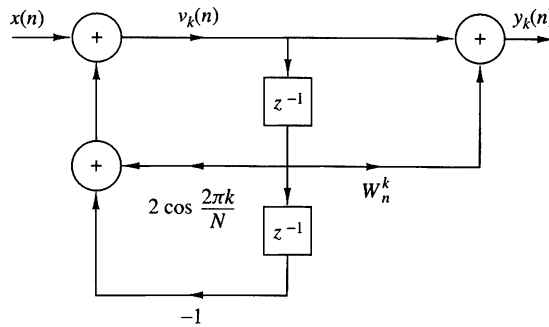 x(n)
v_k(n)
y_k(n)
+
+
z⁻¹
+
2 cos 2πk/N
W_n^k
z⁻¹
−1